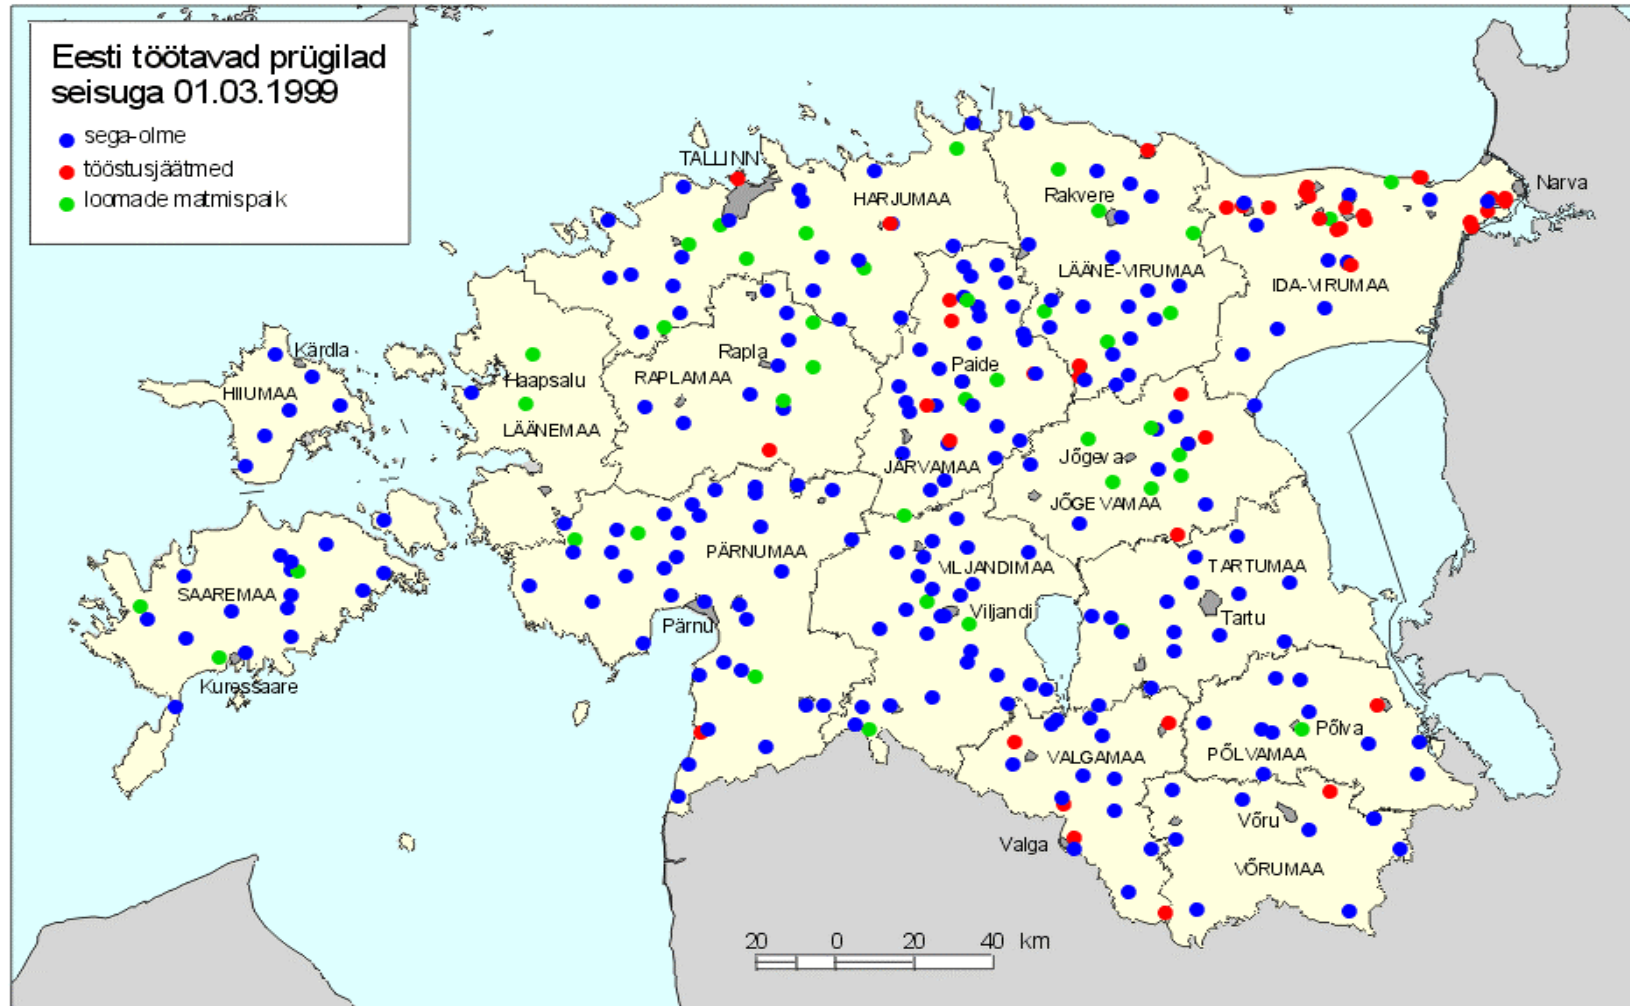 Eesti töötavad prügilad
seisuga 01.03.1999
sega-olme
tööstusjäätmed
loomade matmispaik
TALLINN
HARJUMAA
Rakvere
Narva
LÄÄNE-VIRUMAA
IDA-VIRUMAA
Kärdla
HIIUMAA
Haapsalu
LÄÄNEMAA
Rapla
RAPLAMAA
Paide
JÄRVAMAA
Jõgeva
JÕGEVAMAA
PÄRNUMAA
VILJANDIMAA
TARTUMAA
SAAREMAA
Viljandi
Tartu
Pärnu
Kuressaare
Põlva
PÕLVAMAA
VALGAMAA
Võru
Valga
VÕRUMAA
20 0 20 40 km